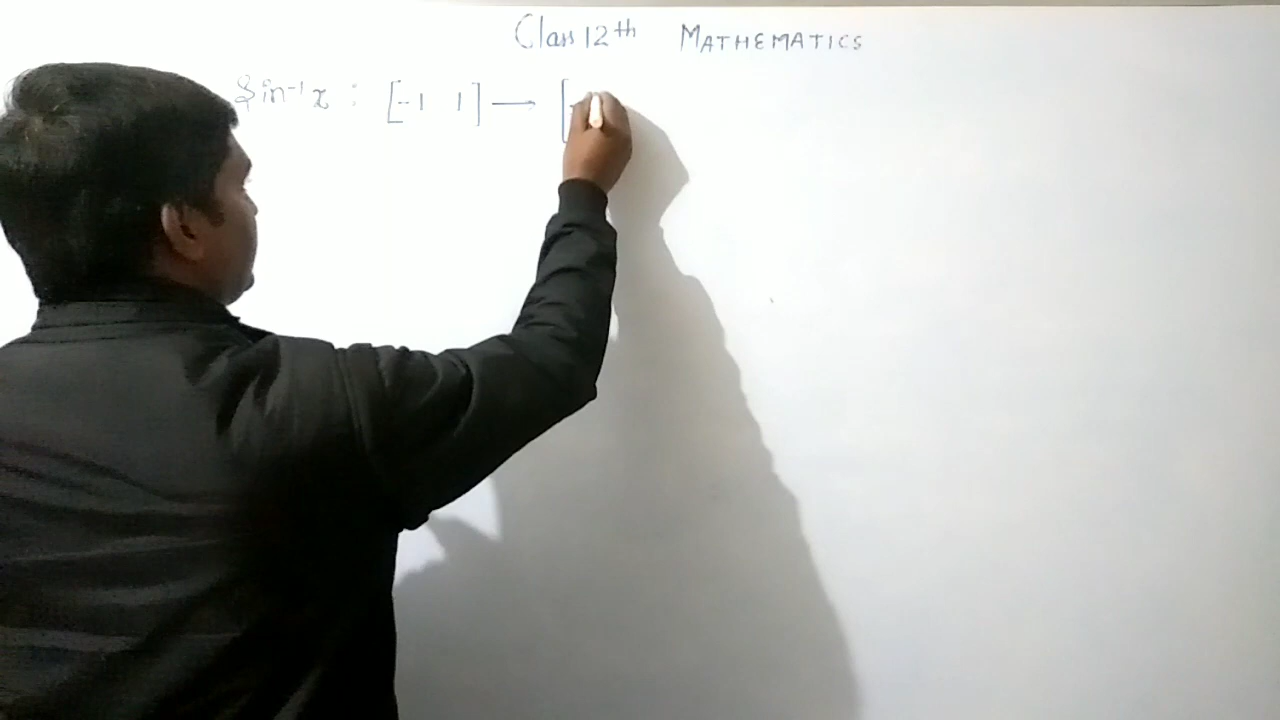 Class 12th MATHEMATICS
Sin⁻¹x : [-1 1] → [-